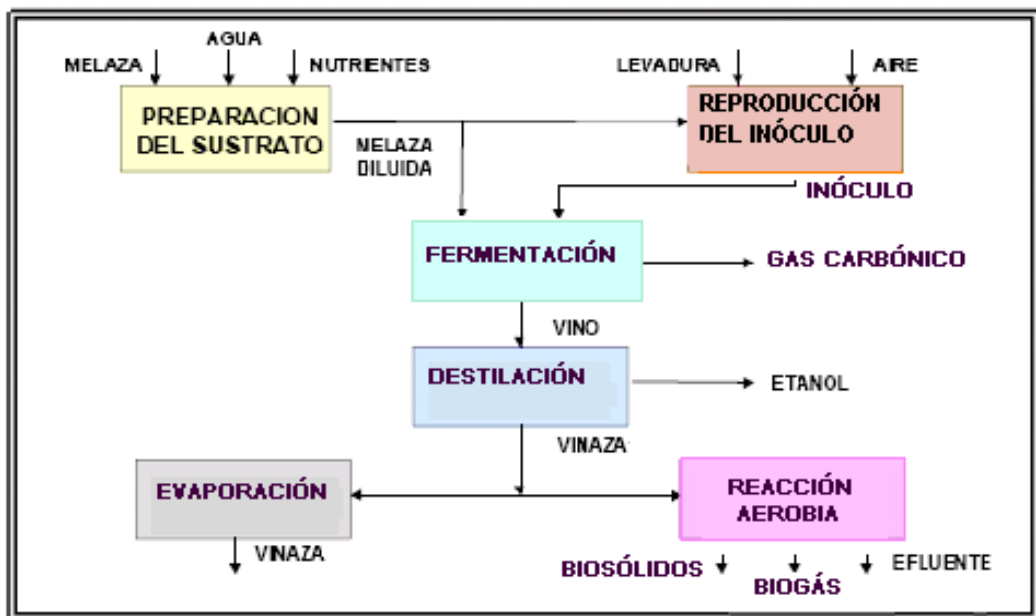 AGUA
MELAZA
NUTRIENTES
LEVADURA
AIRE
PREPARACION
DEL SUSTRATO
REPRODUCCIÓN
DEL INÓCULO
MELAZA
DILUIDA
INÓCULO
FERMENTACIÓN
GAS CARBÓNICO
VINO
DESTILACIÓN
ETANOL
VINAZA
EVAPORACIÓN
REACCIÓN
AEROBIA
VINAZA
BIOSÓLIDOS
BIOGÁS
EFLUENTE